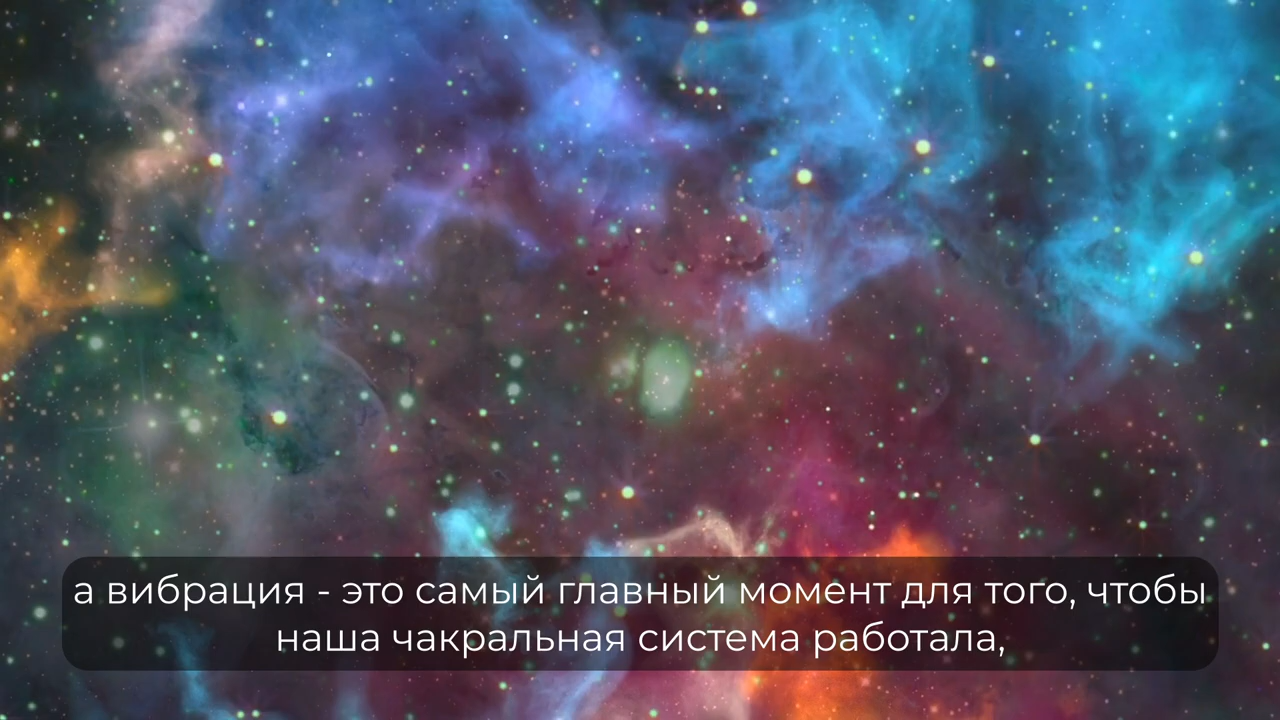 а вибрация - это самый главный момент для того, чтобы
наша чакральная система работала,